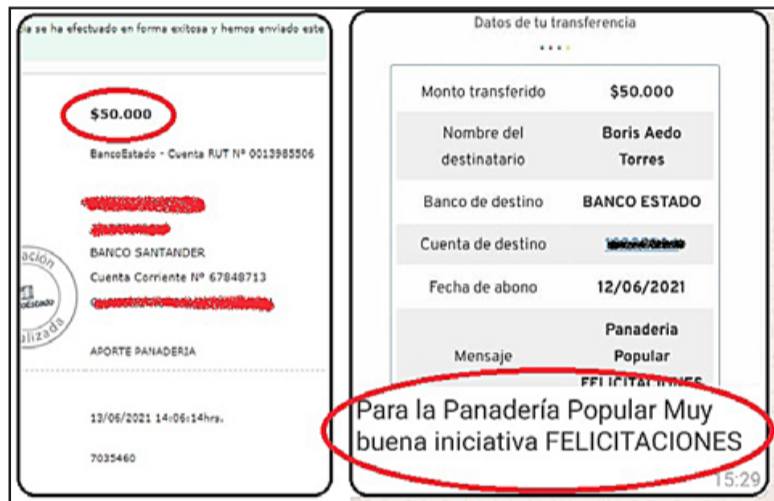 ia se ha efectuado en forma exitosa y hemos enviado este
$50.000
BancoEstado - Cuenta RUT Nº 0013985506
BANCO SANTANDER
Cuenta Corriente Nº 67848713
APORTE PANADERIA
13/06/2021 14:06:14hrs.
7035460
Datos de tu transferencia
Monto transferido $50.000
Nombre del destinatario Boris Aedo Torres
Banco de destino BANCO ESTADO
Cuenta de destino
Fecha de abono 12/06/2021
Mensaje Panaderia Popular FELICITACIONES
Para la Panadería Popular Muy
buena iniciativa FELICITACIONES
15:29